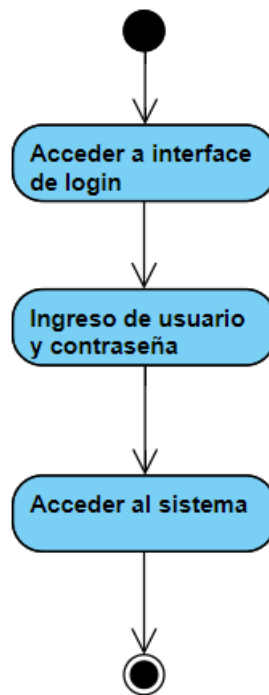 Acceder a interface
de login
Ingreso de usuario
y contraseña
Acceder al sistema